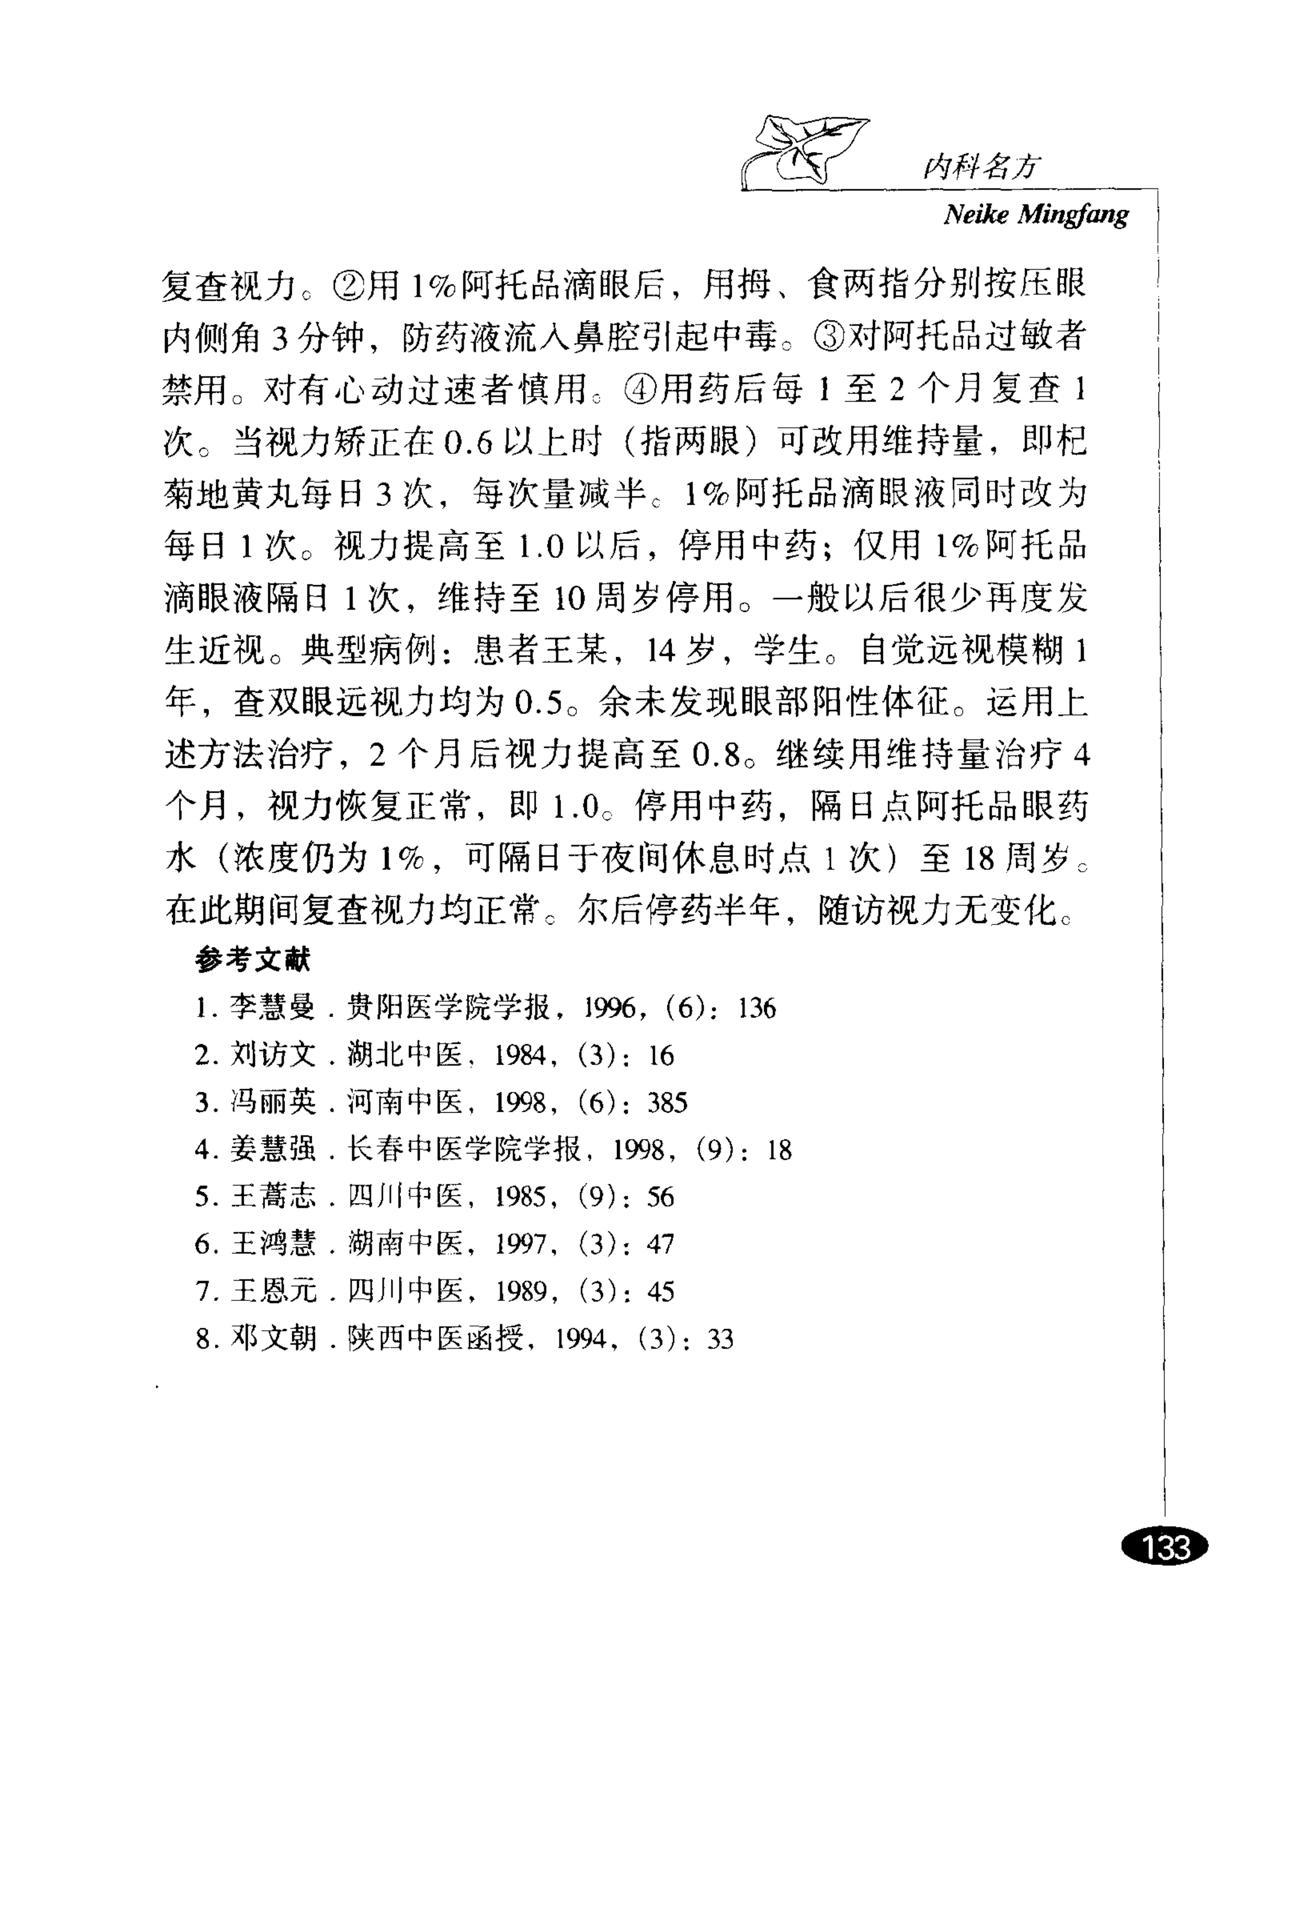 内科名方
Neike Mingfang
复查视力。②用1%阿托品滴眼后，用拇、食两指分别按压眼
内侧角3分钟，防药液流入鼻腔引起中毒。③对阿托品过敏者
禁用。对有心动过速者慎用。④用药后每1至2个月复查1
次。当视力矫正在0.6以上时（指两眼）可改用维持量，即杞
菊地黄丸每日3次，每次量减半。1%阿托品滴眼液同时改为
每日1次。视力提高至1.0以后，停用中药；仅用1%阿托品
滴眼液隔日1次，维持至10周岁停用。一般以后很少再度发
生近视。典型病例：患者王某，14岁，学生。自觉远视模糊1
年，查双眼远视力均为0.5。余未发现眼部阳性体征。运用上
述方法治疗，2个月后视力提高至0.8。继续用维持量治疗4
个月，视力恢复正常，即1.0。停用中药，隔日点阿托品眼药
水（浓度仍为1%，可隔日于夜间休息时点1次）至18周岁。
在此期间复查视力均正常。尔后停药半年，随访视力无变化。
参考文献
1. 李慧曼．贵阳医学院学报，1996，（6）：136
2. 刘访文．湖北中医，1984，（3）：16
3. 冯丽英．河南中医，1998，（6）：385
4. 姜慧强．长春中医学院学报，1998，（9）：18
5. 王蒿志．四川中医，1985，（9）：56
6. 王鸿慧．湖南中医，1997，（3）：47
7. 王恩元．四川中医，1989，（3）：45
8. 邓文朝．陕西中医函授，1994，（3）：33
133